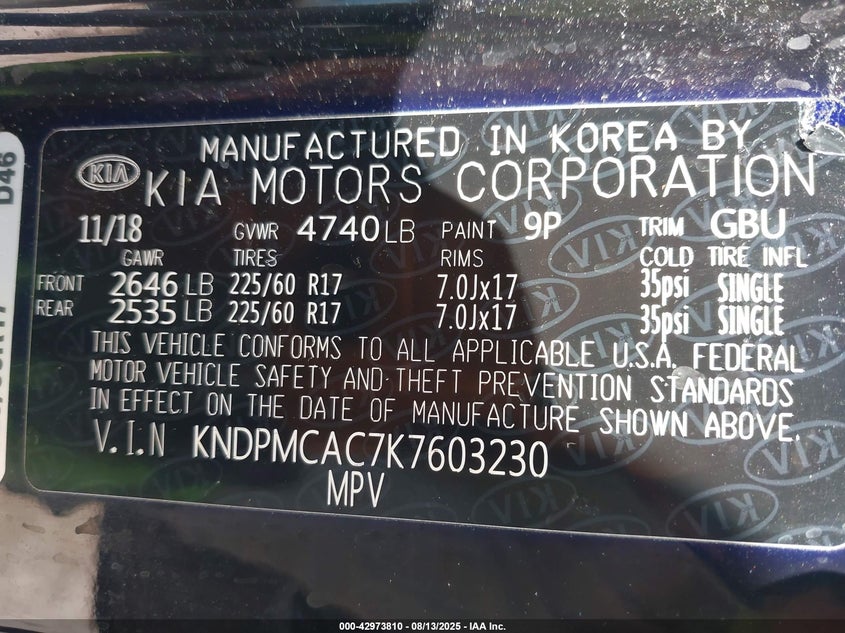 MANUFACTURED IN KOREA BY
KIA KIA MOTORS CORPORATION
11/18 GVWR 4740LB PAINT 9P TRIM GBU
GAWR TIRES RIMS COLD TIRE INFL
FRONT 2646LB 225/60 R17 7.0Jx17 35psi SINGLE
REAR 2535LB 225/60 R17 7.0Jx17 35psi SINGLE
THIS VEHICLE CONFORMS TO ALL APPLICABLE U.S.A. FEDERAL
MOTOR VEHICLE SAFETY AND THEFT PREVENTION STANDARDS
IN EFFECT ON THE DATE OF MANUFACTURE SHOWN ABOVE.
V.I.N KNDPMCAC7K7603230
MPV
D46
000-42973810 - 08/13/2025 - IAA Inc.